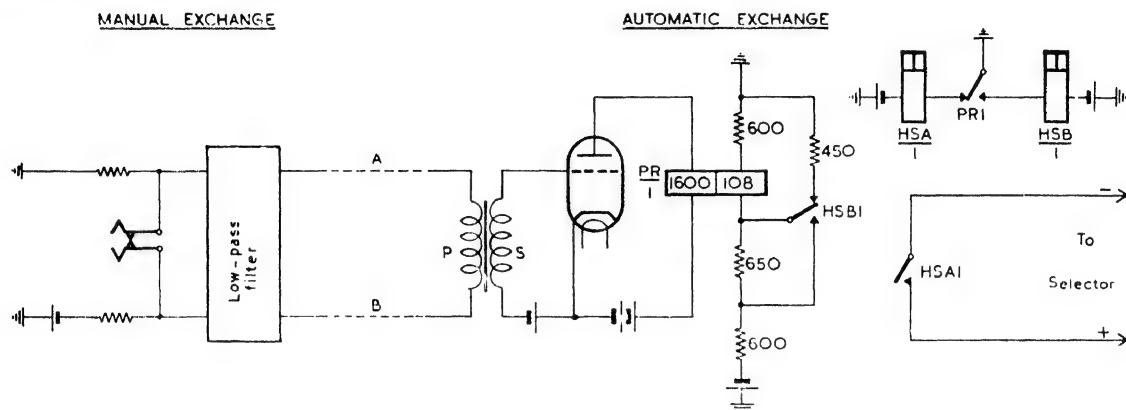 MANUAL EXCHANGE
AUTOMATIC EXCHANGE
Low-pass filter
A
B
P
S
PR
1
1600
108
600
450
HSB1
650
600
HSA
1
PR1
HSB
1
HSA1
-
To
Selector
+